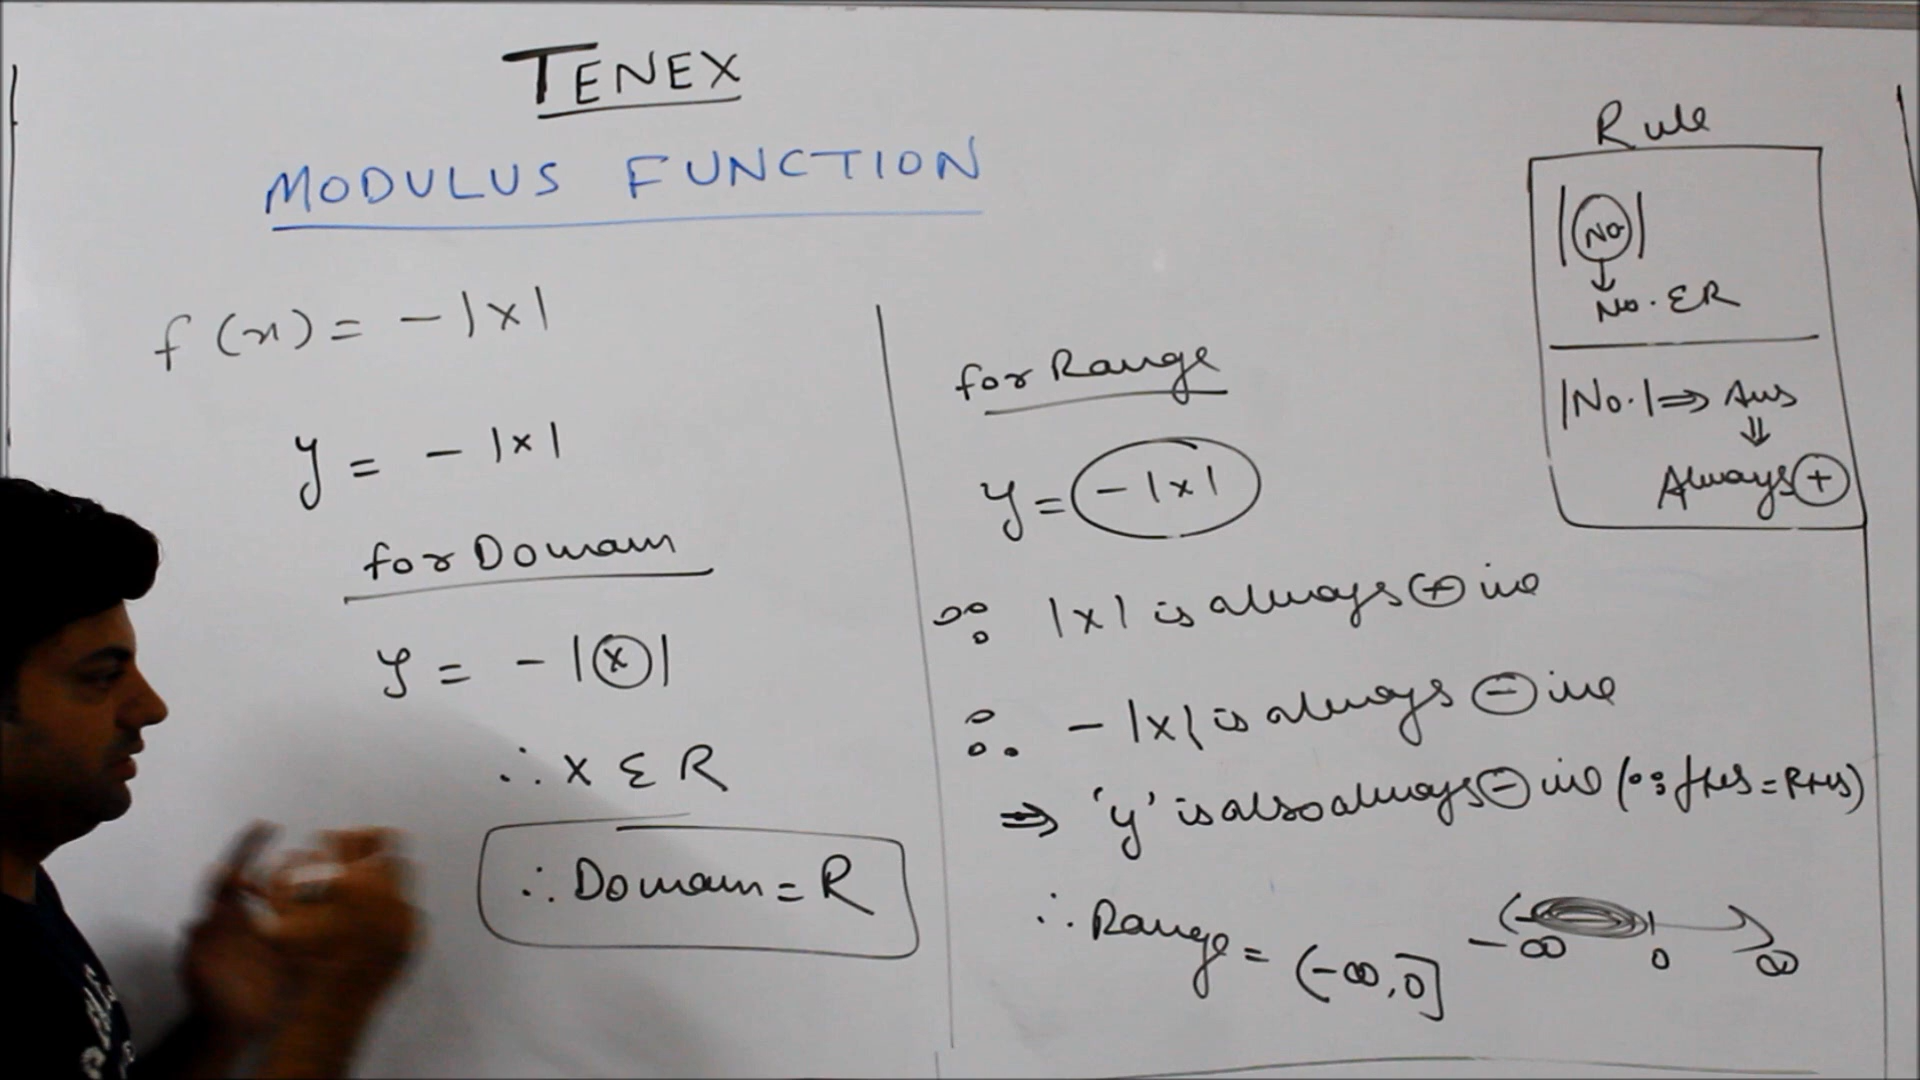 TENEX
MODULUS FUNCTION
f(x) = -|x|
y = -|x|
for Domain
y = -|x|
∴ x ∈ R
∴ Domain = R
for Range
y = -|x|
∵ |x| is always + ive
∴ -|x| is always - ive
⇒ 'y' is also always - ive (∵ LHS = RHS)
∴ Range = (-∞, 0]
-∞ 0 ∞
Rule
|No|
↓
No. ∈ R
|No.| ⇒ Ans
⇓
Always +